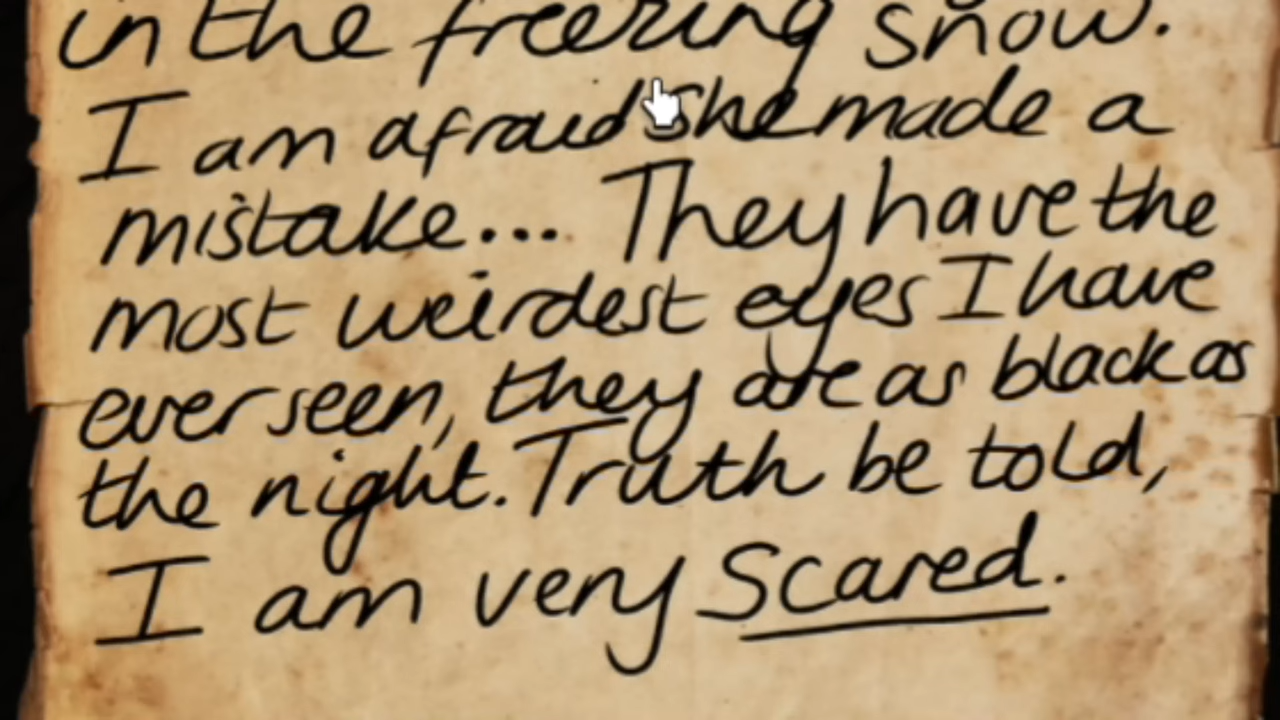 in the freezing snow.
I am afraid she made a
mistake... They have the
most weirdest eyes I have
ever seen, they are as black as
the night. Truth be told,
I am very Scared.